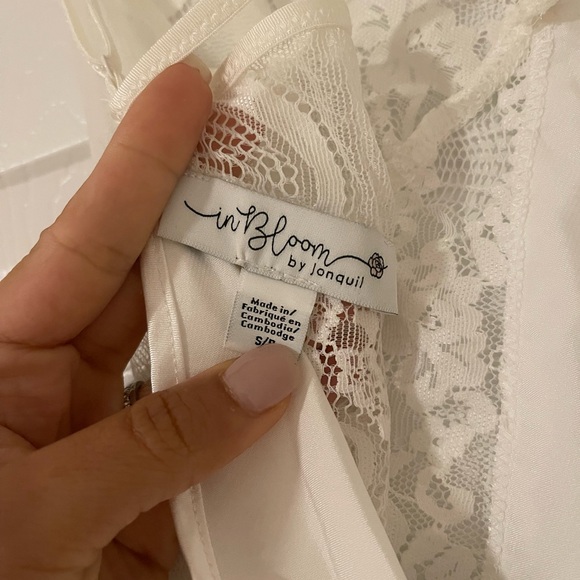 in Bloom
by Jonquil
Made in/
Fabriqué en
Cambodia/
Cambodge
S/P